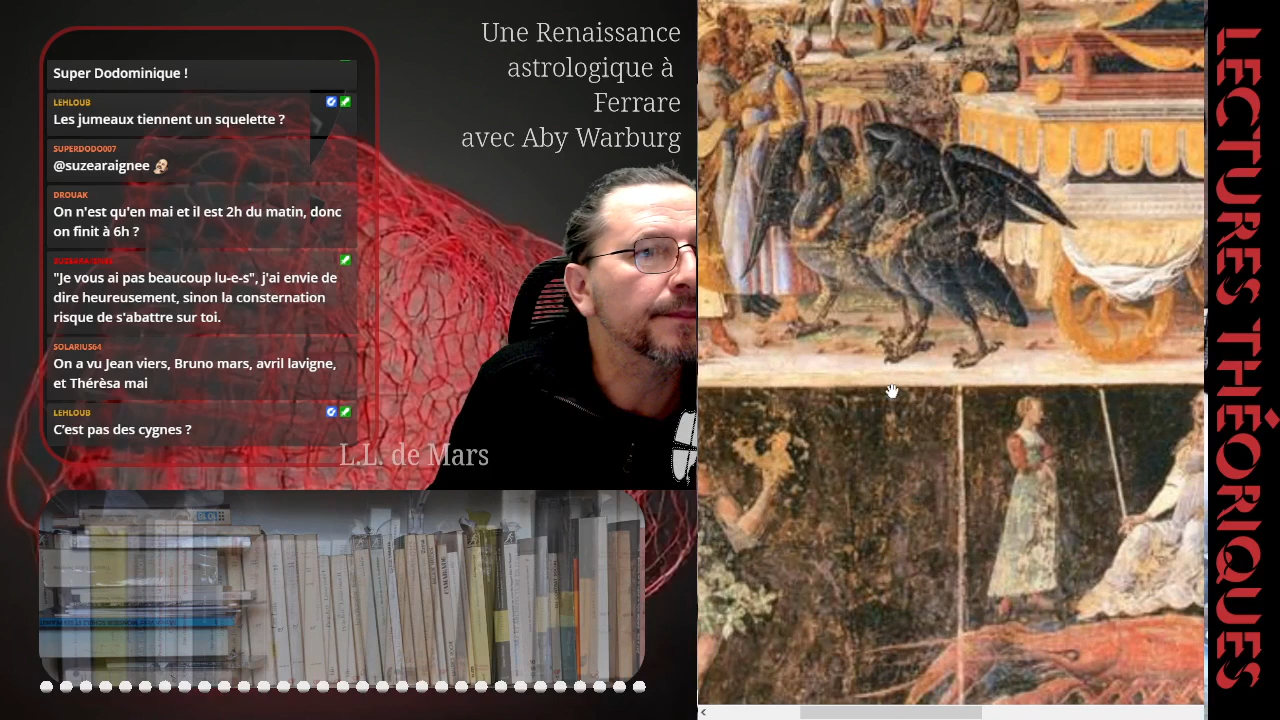 Une Renaissance
astrologique à
Ferrare
avec Aby Warburg
Super Dodominique !
LEHLOUB
Les jumeaux tiennent un squelette ?
SUPERDODO007
@suzearaignee
DROUAK
On n'est qu'en mai et il est 2h du matin, donc
on finit à 6h ?
SUZEARAIGNEE
"Je vous ai pas beaucoup lu-e-s", j'ai envie de
dire heureusement, sinon la consternation
risque de s'abattre sur toi.
SOLARIUS64
On a vu Jean viers, Bruno mars, avril lavigne,
et Thérèsa mai
LEHLOUB
C'est pas des cygnes ?
L.L. de Mars
LECTURES THÉORIQUES